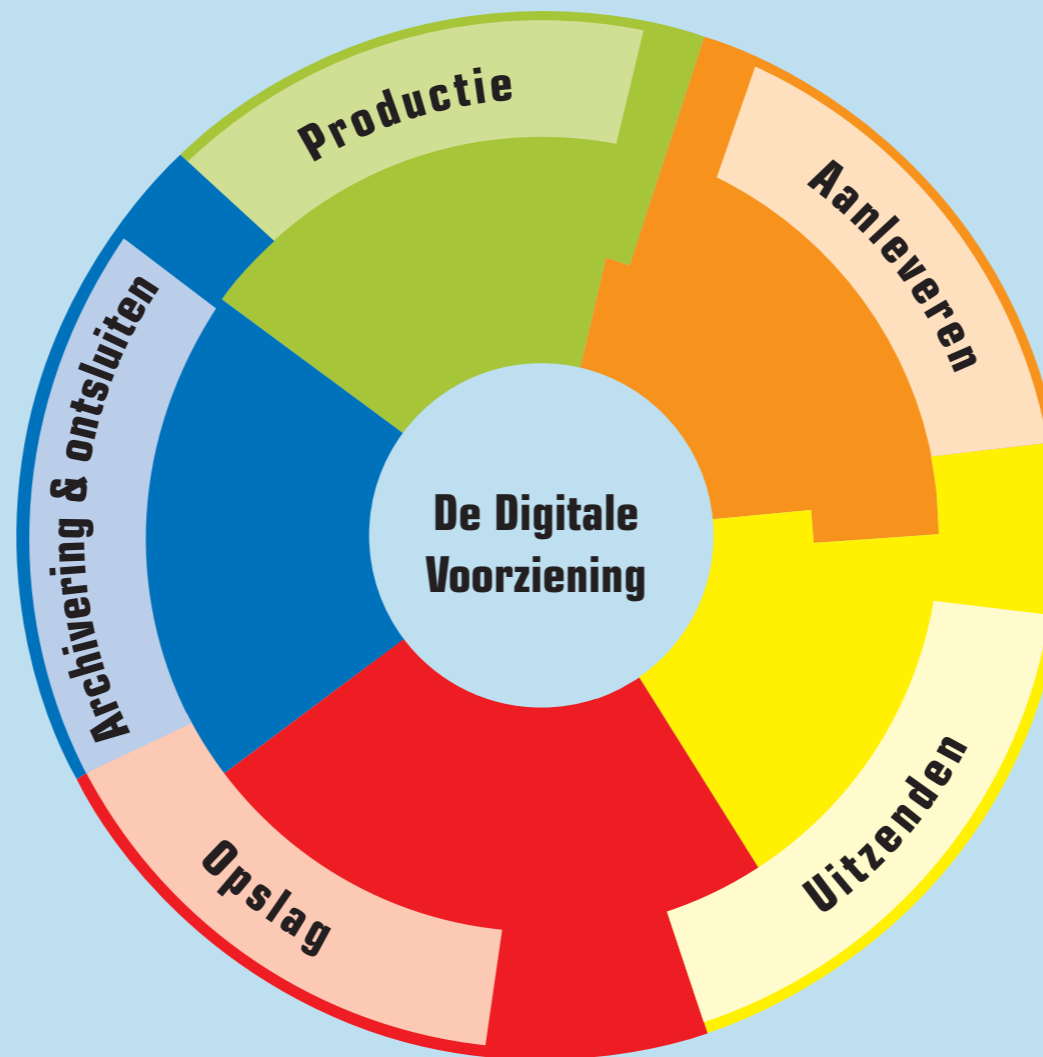 Productie
Aanleveren
Uitzenden
Opslag
Archivering & ontsluiten
De Digitale
Voorziening